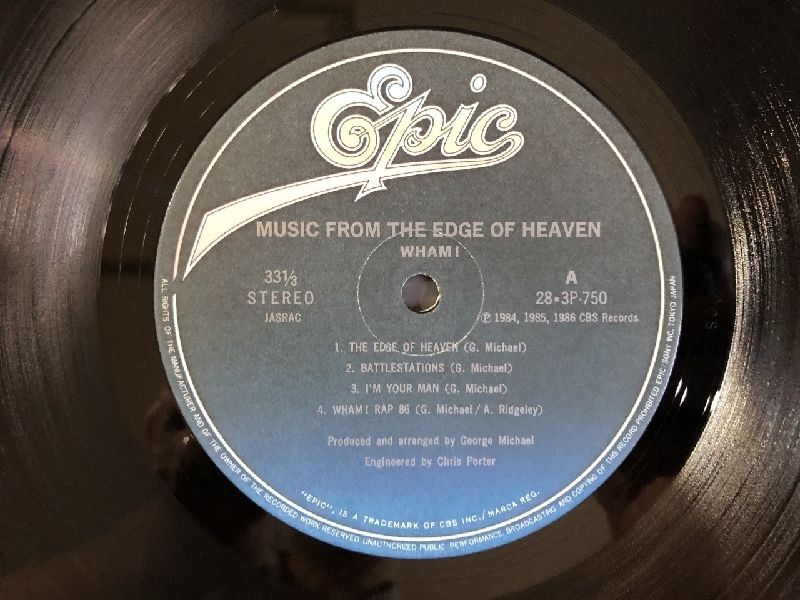 Epic
MUSIC FROM THE EDGE OF HEAVEN
WHAM!
33⅓
STEREO
JASRAC
A
28•3P-750
Ⓟ 1984, 1985, 1986 CBS Records
1. THE EDGE OF HEAVEN (G. Michael)
2. BATTLESTATIONS (G. Michael)
3. I'M YOUR MAN (G. Michael)
4. WHAM! RAP 86 (G. Michael / A. Ridgeley)
Produced and arranged by George Michael
Engineered by Chris Porter
"EPIC", IS A TRADEMARK OF CBS INC./MARCA REG.
ALL RIGHTS OF THE MANUFACTURER AND OF THE OWNER OF THE RECORDED WORK RESERVED. UNAUTHORIZED PUBLIC PERFORMANCE, BROADCASTING AND COPYING OF THIS RECORD PROHIBITED EPIC/SONY INC. TOKYO JAPAN